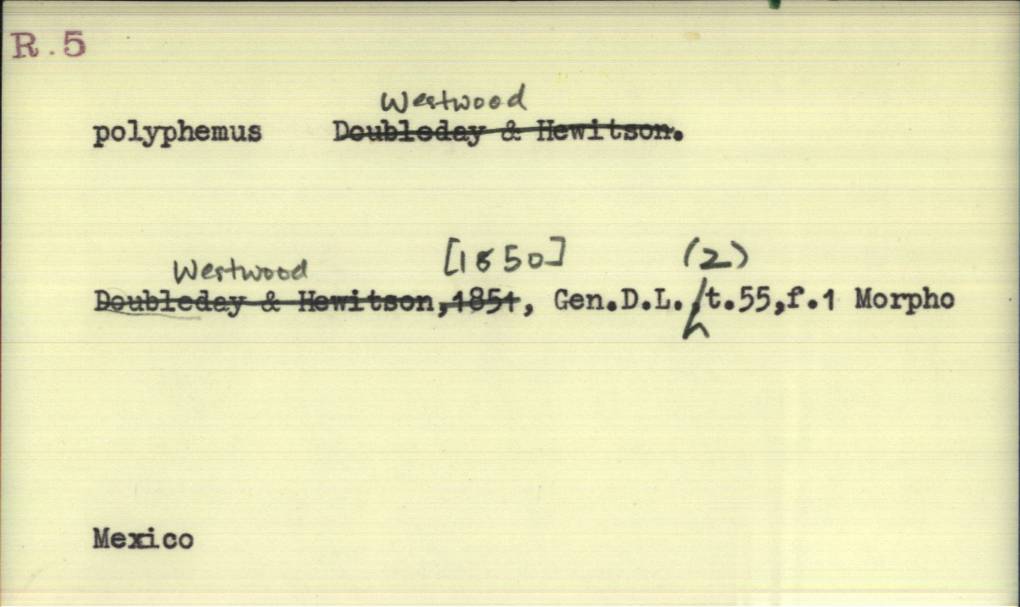 R.5
Westwood
polyphemus Doubleday & Hewitson.
Westwood [1850] (2)
Doubleday & Hewitson,1851, Gen.D.L. t.55,f.1 Morpho
Mexico